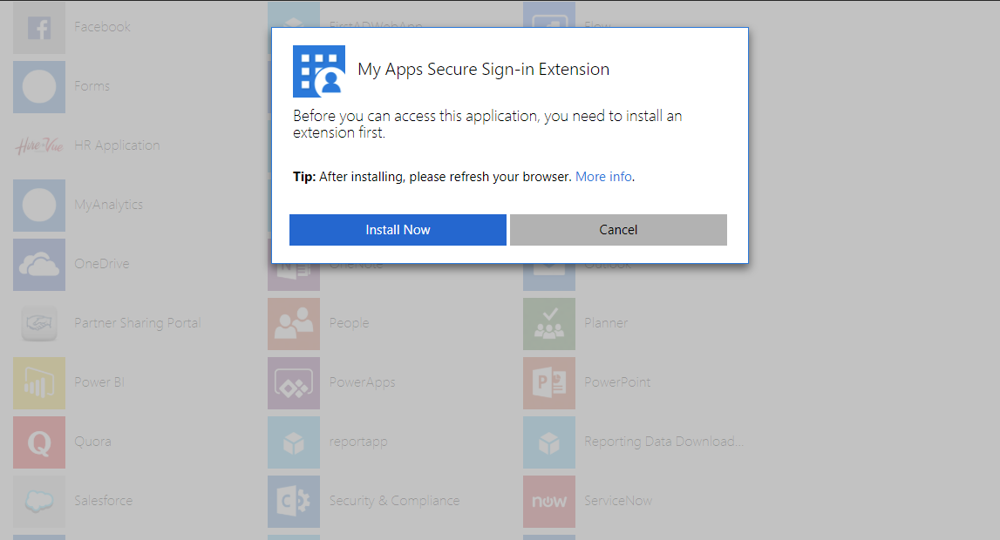 Facebook
FirstADWebApp
Flow
My Apps Secure Sign-in Extension
Before you can access this application, you need to install an
extension first.
Tip: After installing, please refresh your browser. More info.
Install Now
Cancel
Forms
HireVue
HR Application
MyAnalytics
OneDrive
N
OneNote
Outlook
Partner Sharing Portal
People
Planner
Power BI
PowerApps
P
PowerPoint
Q
Quora
reportapp
Reporting Data Download...
Salesforce
Security & Compliance
now
ServiceNow